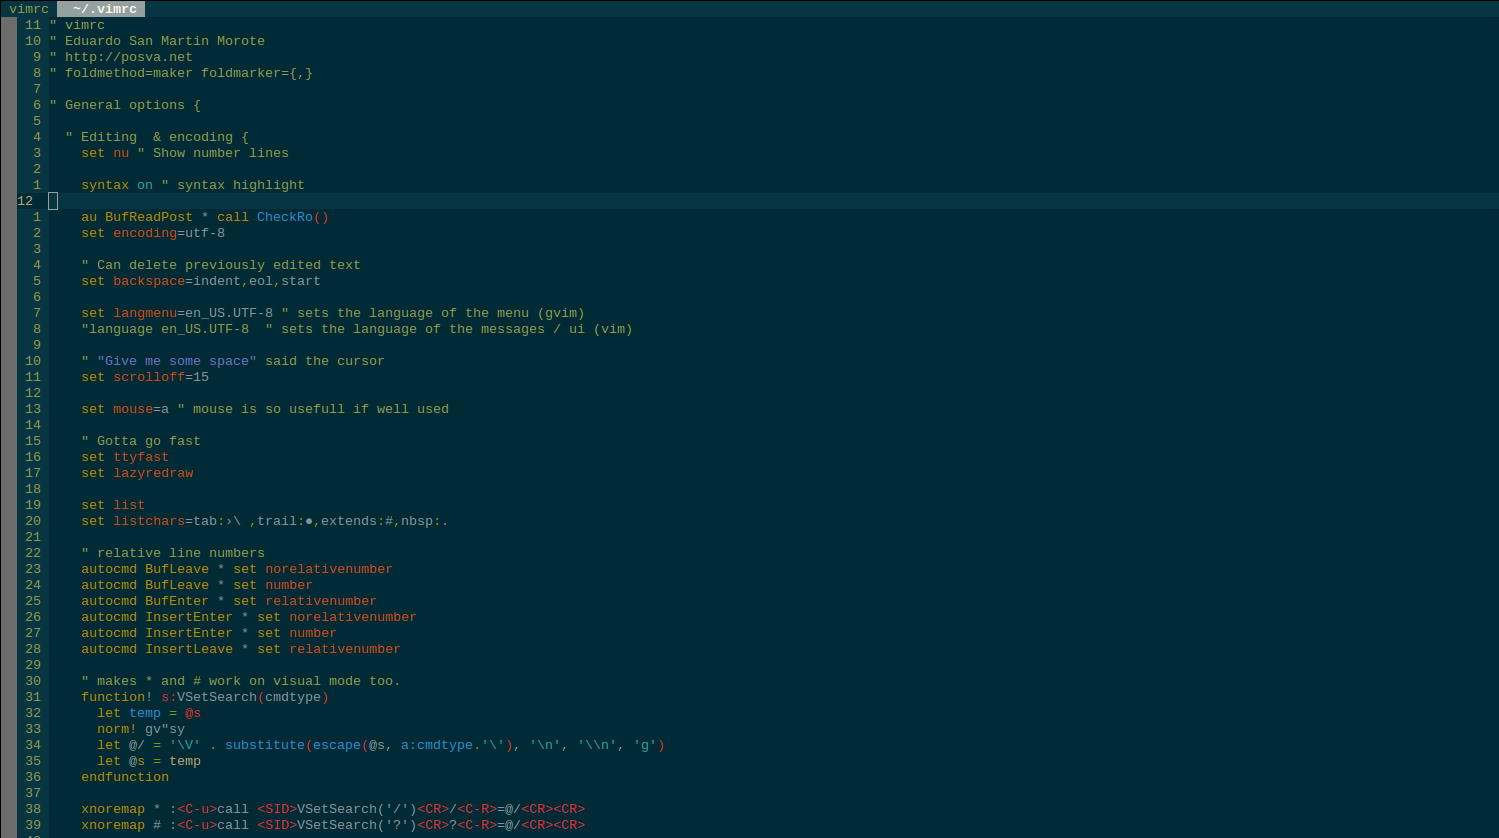 vimrc  ~/.vimrc
11 " vimrc
10 " Eduardo San Martin Morote
9 " http://posva.net
8 " foldmethod=maker foldmarker={,}
7
6 " General options {
5
4   " Editing  & encoding {
3     set nu " Show number lines
2
1     syntax on " syntax highlight
12
1     au BufReadPost * call CheckRo()
2     set encoding=utf-8
3
4     " Can delete previously edited text
5     set backspace=indent,eol,start
6
7     set langmenu=en_US.UTF-8 " sets the language of the menu (gvim)
8     "language en_US.UTF-8  " sets the language of the messages / ui (vim)
9
10     " "Give me some space" said the cursor
11     set scrolloff=15
12
13     set mouse=a " mouse is so usefull if well used
14
15     " Gotta go fast
16     set ttyfast
17     set lazyredraw
18
19     set list
20     set listchars=tab:›\ ,trail:●,extends:#,nbsp:.
21
22     " relative line numbers
23     autocmd BufLeave * set norelativenumber
24     autocmd BufLeave * set number
25     autocmd BufEnter * set relativenumber
26     autocmd InsertEnter * set norelativenumber
27     autocmd InsertEnter * set number
28     autocmd InsertLeave * set relativenumber
29
30     " makes * and # work on visual mode too.
31     function! s:VSetSearch(cmdtype)
32       let temp = @s
33       norm! gv"sy
34       let @/ = '\V' . substitute(escape(@s, a:cmdtype.'\'), '\n', '\\n', 'g')
35       let @s = temp
36     endfunction
37
38     xnoremap * :<C-u>call <SID>VSetSearch('/')<CR>/<C-R>=@/<CR><CR>
39     xnoremap # :<C-u>call <SID>VSetSearch('?')<CR>?<C-R>=@/<CR><CR>